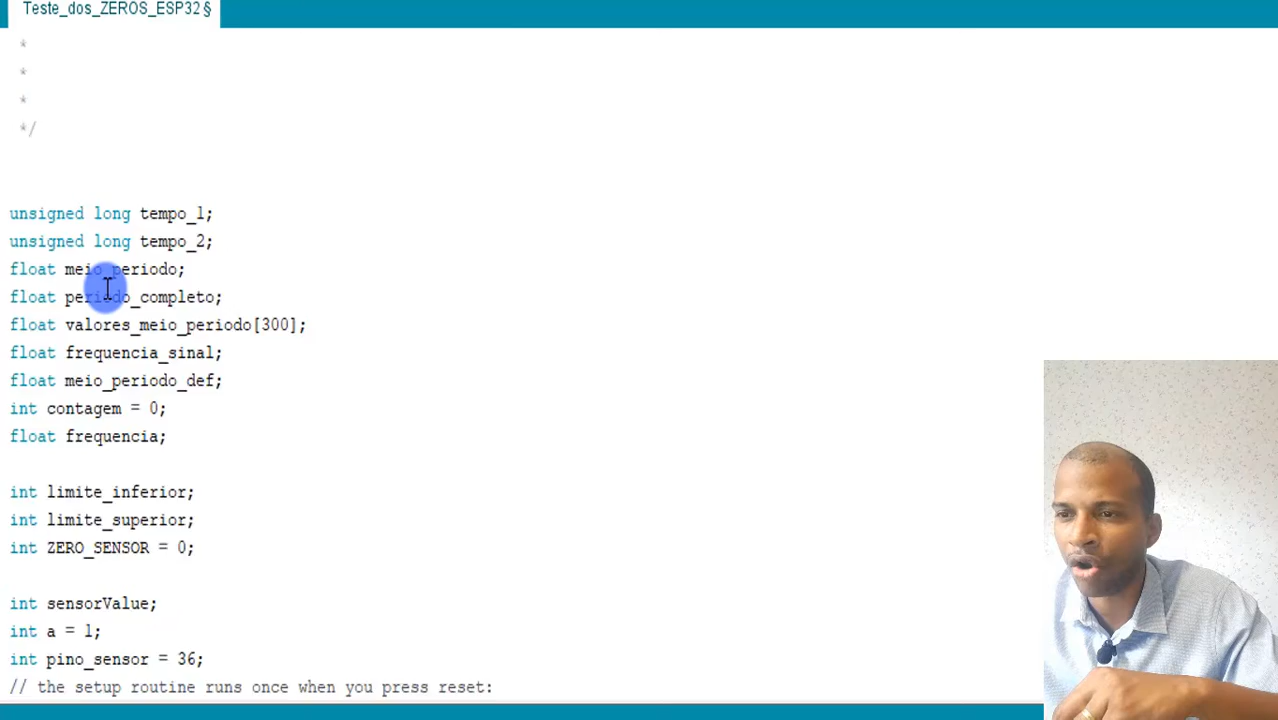 Teste_dos_ZEROS_ESP32 §
*
*
*
*/
unsigned long tempo_1;
unsigned long tempo_2;
float meio_periodo;
float periodo_completo;
float valores_meio_periodo[300];
float frequencia_sinal;
float meio_periodo_def;
int contagem = 0;
float frequencia;
int limite_inferior;
int limite_superior;
int ZERO_SENSOR = 0;
int sensorValue;
int a = 1;
int pino_sensor = 36;
// the setup routine runs once when you press reset: